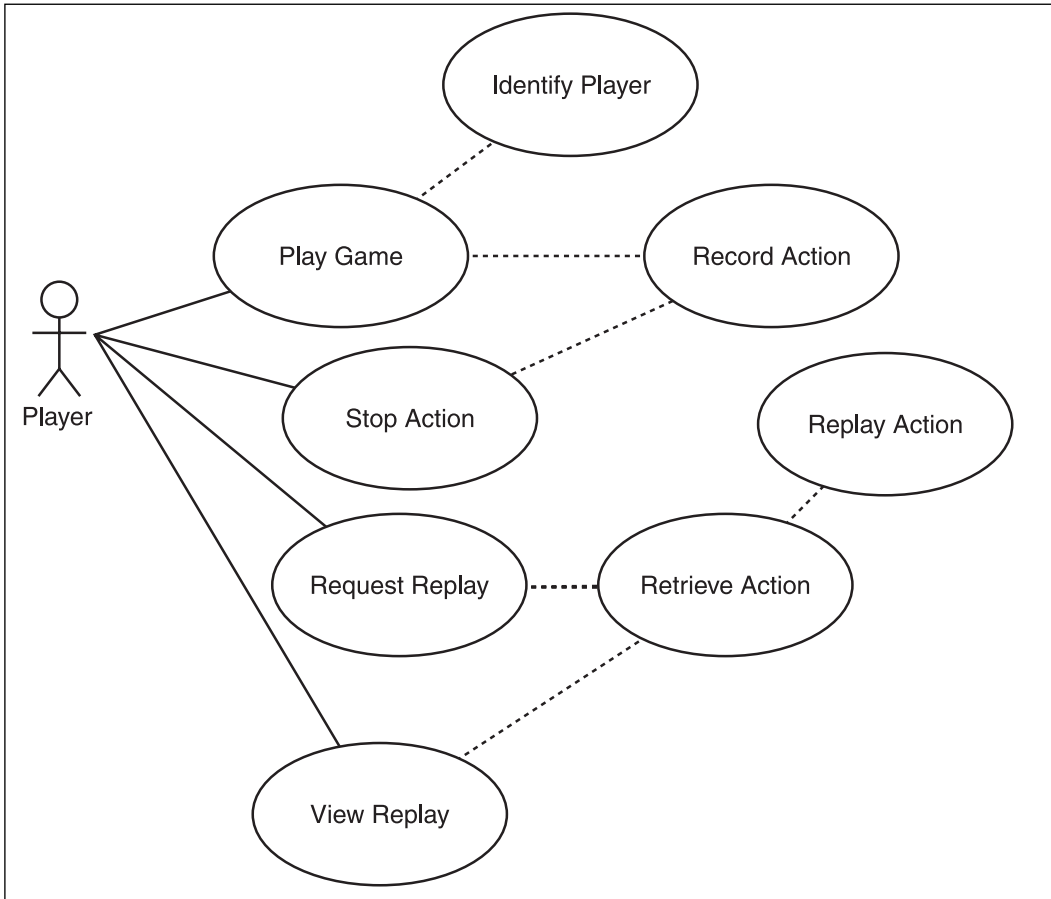 Identify Player
Play Game
Record Action
Player
Stop Action
Replay Action
Request Replay
Retrieve Action
View Replay